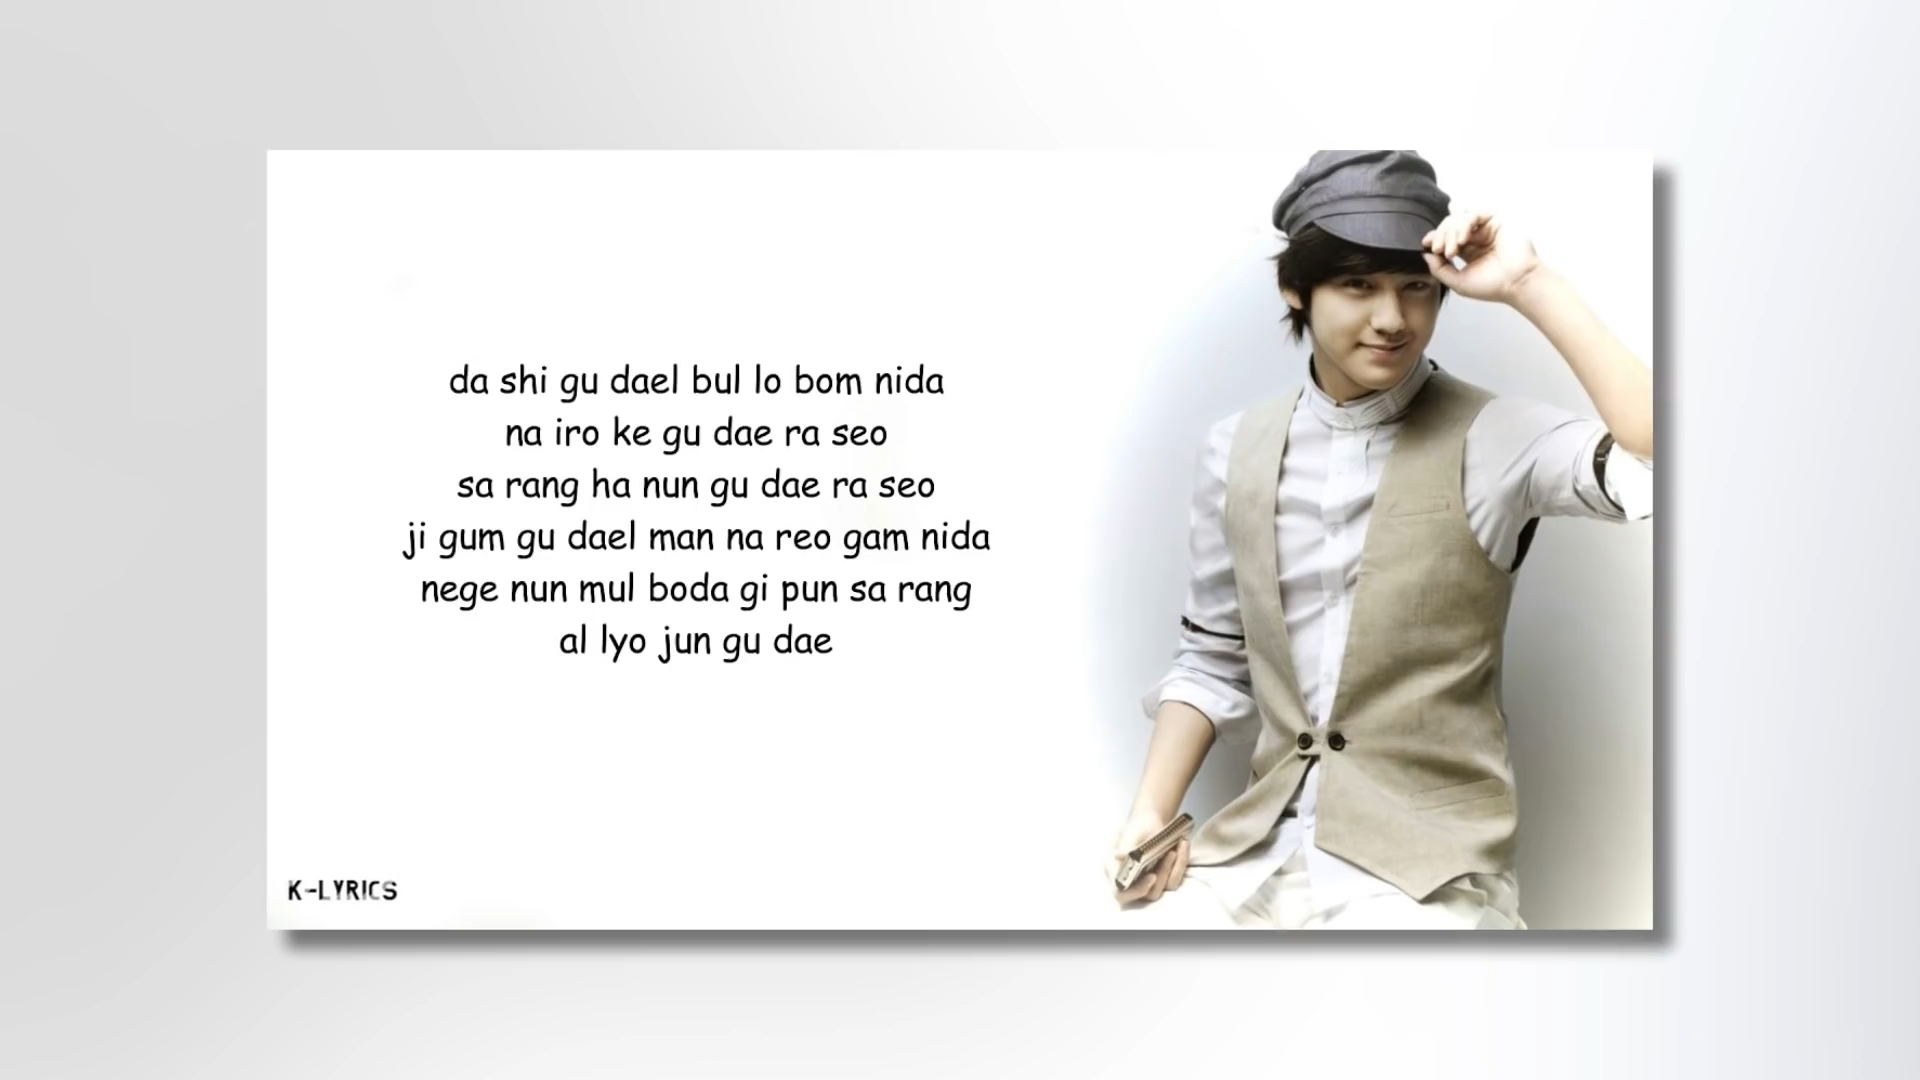 da shi gu dael bul lo bom nida
na iro ke gu dae ra seo
sa rang ha nun gu dae ra seo
ji gum gu dael man na reo gam nida
nege nun mul boda gi pun sa rang
al lyo jun gu dae
K-LYRICS